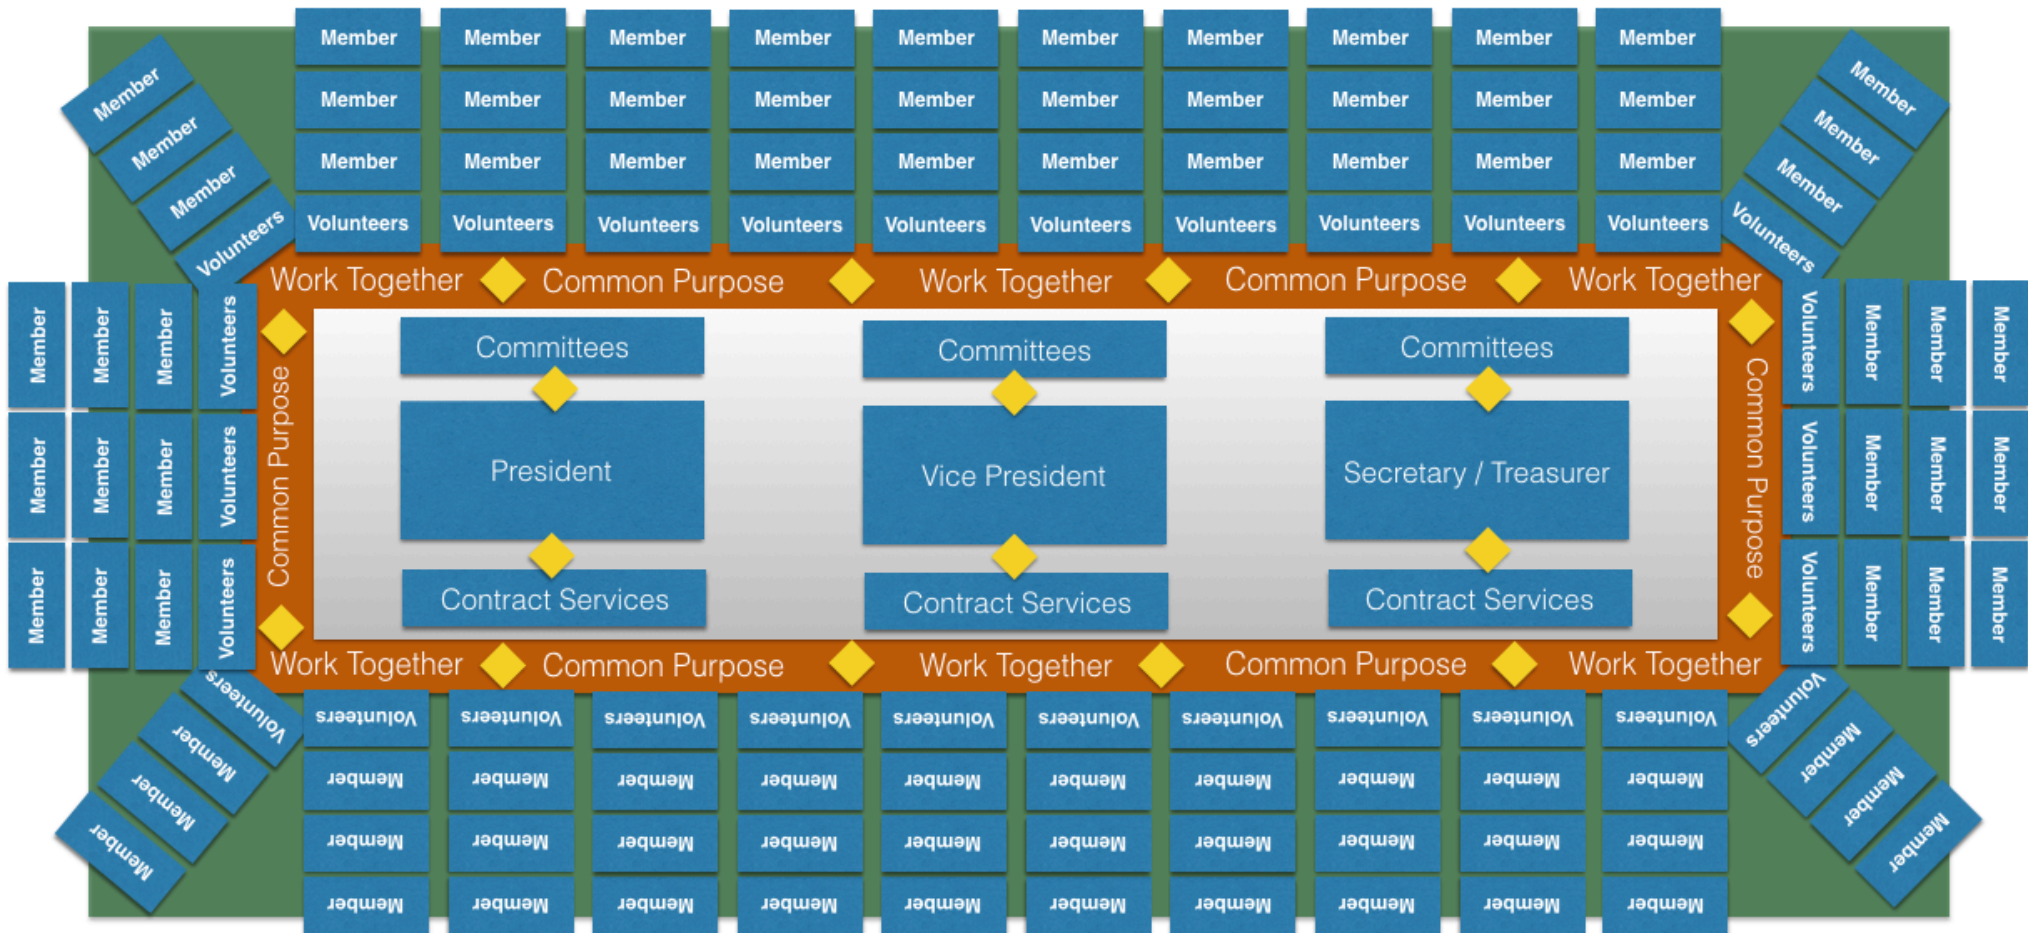 Member Member Member Member Member Member Member Member Member Member
Member Member Member Member Member Member Member Member Member Member
Member Member Member Member Member Member Member Member Member Member
Volunteers Volunteers Volunteers Volunteers Volunteers Volunteers Volunteers Volunteers Volunteers Volunteers
Member
Member
Member
Volunteers
Member
Member
Member
Volunteers
Work Together Common Purpose Work Together Common Purpose Work Together
Member Member Member Volunteers
Member Member Member Volunteers
Member Member Member Volunteers
Common Purpose
Committees Committees Committees
President Vice President Secretary / Treasurer
Contract Services Contract Services Contract Services
Common Purpose
Volunteers Member Member Member
Volunteers Member Member Member
Volunteers Member Member Member
Work Together Common Purpose Work Together Common Purpose Work Together
Volunteers
Member
Member
Member
Volunteers
Member
Member
Member
Volunteers Volunteers Volunteers Volunteers Volunteers Volunteers Volunteers Volunteers Volunteers Volunteers
Member Member Member Member Member Member Member Member Member Member
Member Member Member Member Member Member Member Member Member Member
Member Member Member Member Member Member Member Member Member Member